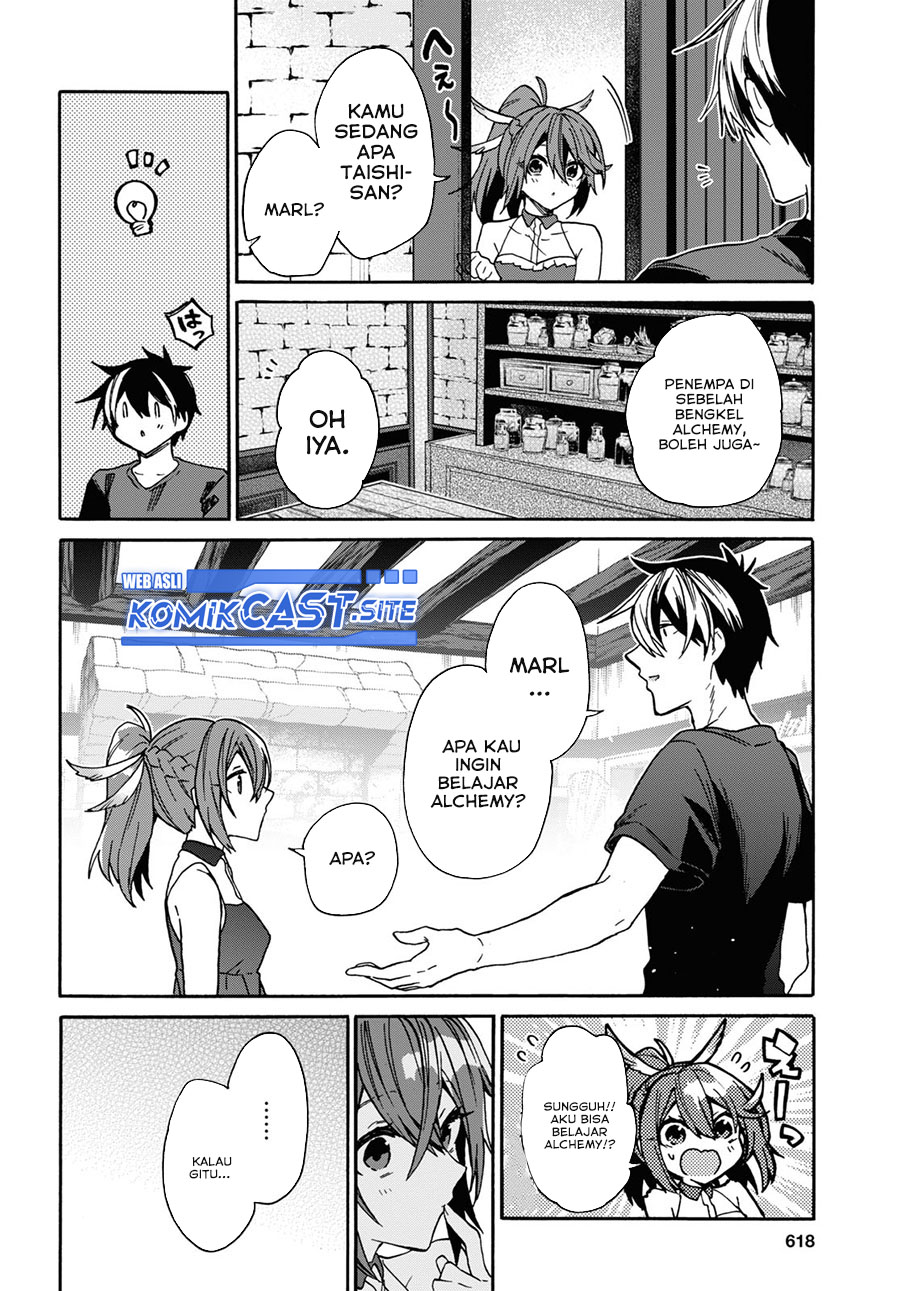 へぇ〜
KAMU
SEDANG
APA
TAISHI-
SAN?
MARL?
PENEMPA DI
SEBELAH
BENGKEL
ALCHEMY,
BOLEH JUGA~
OH
IYA.
はっ
WEB ASLI
KOMIKCAST.SITE
MARL
...
APA KAU
INGIN
BELAJAR
ALCHEMY?
APA?
えーっ
SUNGGUH!!
AKU BISA
BELAJAR
ALCHEMY!?
......
KALAU
GITU...
618